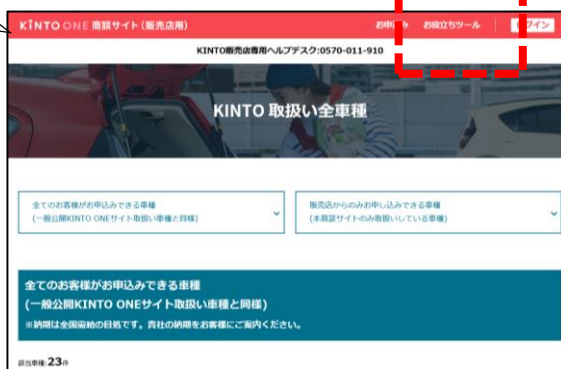 KINTO ONE 商談サイト（販売店用）
お申込み お役立ちツール ログイン
KINTO販売店専用ヘルプデスク:0570-011-910
KINTO 取扱い全車種
全てのお客様がお申込みできる車種
(一般公開KINTO ONEサイト取扱い車種と同様)
販売店からのみお申し込みできる車種
(本商談サイトのみ取扱いしている車種)
全てのお客様がお申込みできる車種
(一般公開KINTO ONEサイト取扱い車種と同様)
※納期は全国需給の目処です。貴社の納期をお客様にご案内ください。
該当車種:23件